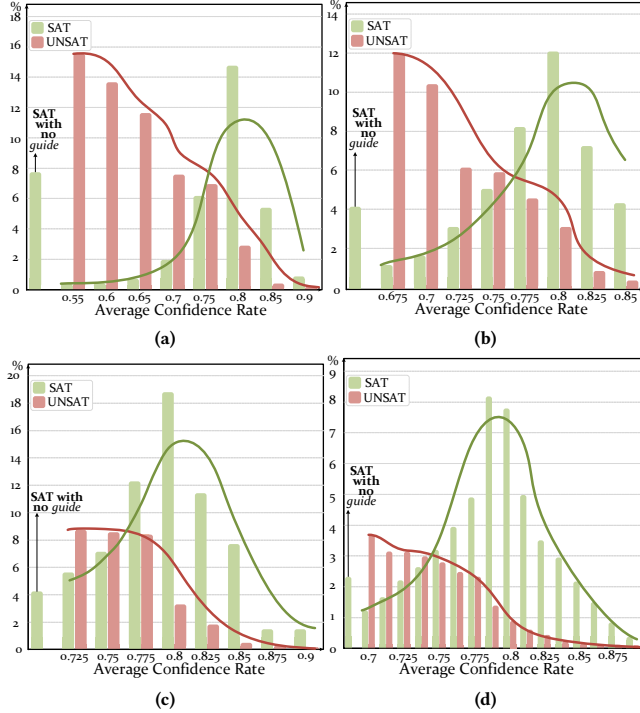 %
18
16
14
12
10
8
6
4
2
0
SAT
UNSAT
SAT
with
no
guide
0.55 0.6 0.65 0.7 0.75 0.8 0.85 0.9
Average Confidence Rate
(a)
%
14
12
10
8
6
4
2
0
SAT
UNSAT
SAT
with
no
guide
0.675 0.7 0.725 0.75 0.775 0.8 0.825 0.85
Average Confidence Rate
(b)
%
20
18
16
14
12
10
8
6
4
2
0
SAT
UNSAT
SAT with
no guide
0.725 0.75 0.775 0.8 0.825 0.85 0.875 0.9
Average Confidence Rate
(c)
%
9
8
7
6
5
4
3
2
1
0
SAT
UNSAT
SAT
with
no
guide
0.7 0.725 0.75 0.775 0.8 0.825 0.85 0.875
Average Confidence Rate
(d)